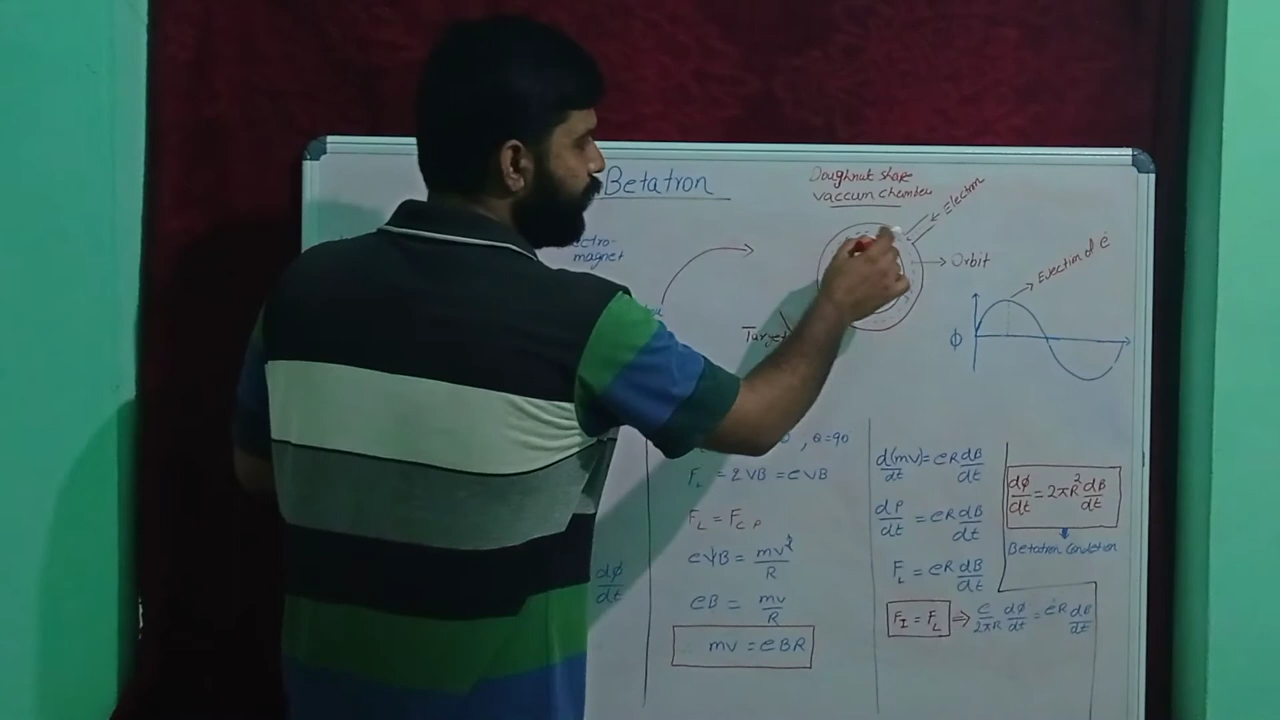 Betatron
Doughnut shape
vaccum chamber
Electron
magnet
Orbit
Ejection of e
Target
ϕ
, θ=90
F_L = qVB = eVB
F_L = F_CP
eVB = mv²/R
eB = mv/R
mv = eBR
dϕ/dt
d(mv)/dt = eR dB/dt
dP/dt = eR dB/dt
F_L = eR dB/dt
F_I = F_L ⇒ e/2πR dϕ/dt = eR dB/dt
dϕ/dt = 2πR² dB/dt
Betatron Condition